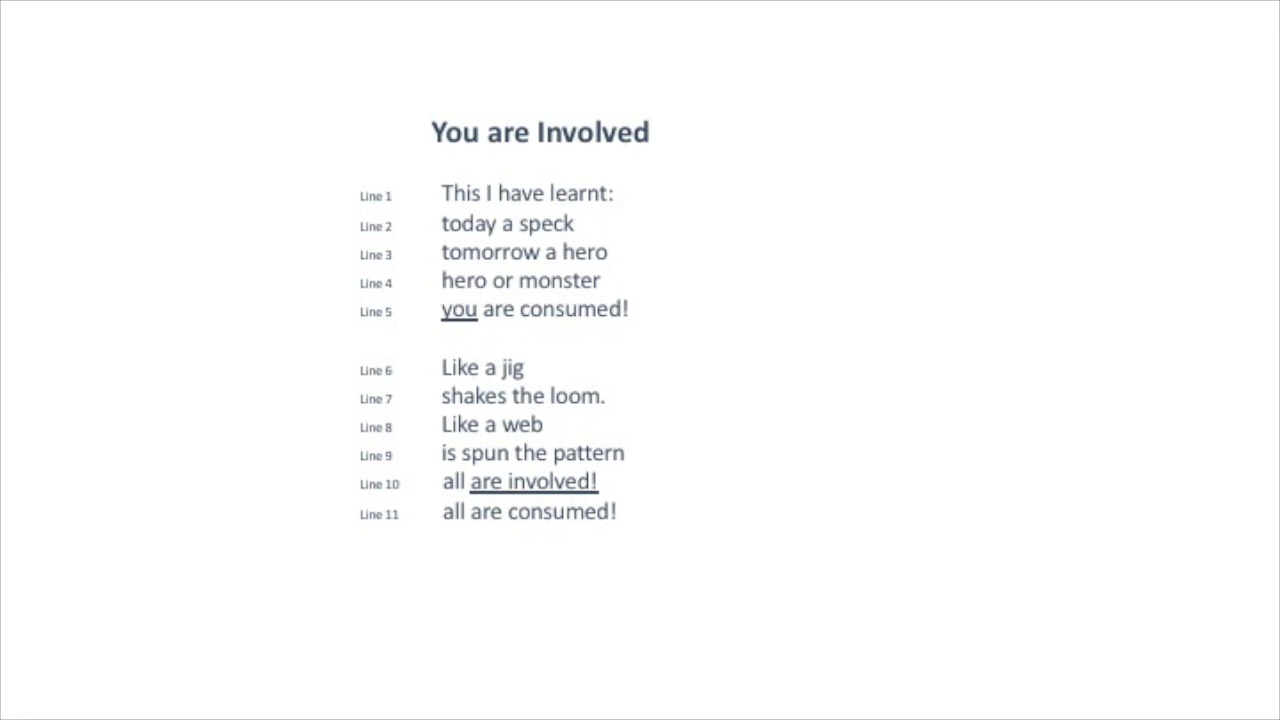 You are Involved
Line 1 This I have learnt:
Line 2 today a speck
Line 3 tomorrow a hero
Line 4 hero or monster
Line 5 you are consumed!
Line 6 Like a jig
Line 7 shakes the loom.
Line 8 Like a web
Line 9 is spun the pattern
Line 10 all are involved!
Line 11 all are consumed!